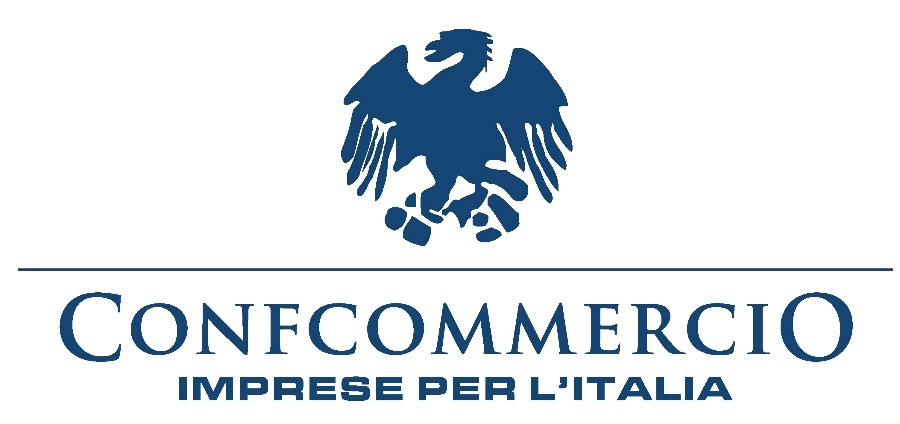 CONFCOMMERCIO
IMPRESE PER L'ITALIA